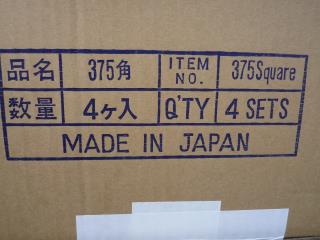 品名 375角 ITEM NO. 375Square
数量 4ヶ入 Q'TY 4 SETS
MADE IN JAPAN